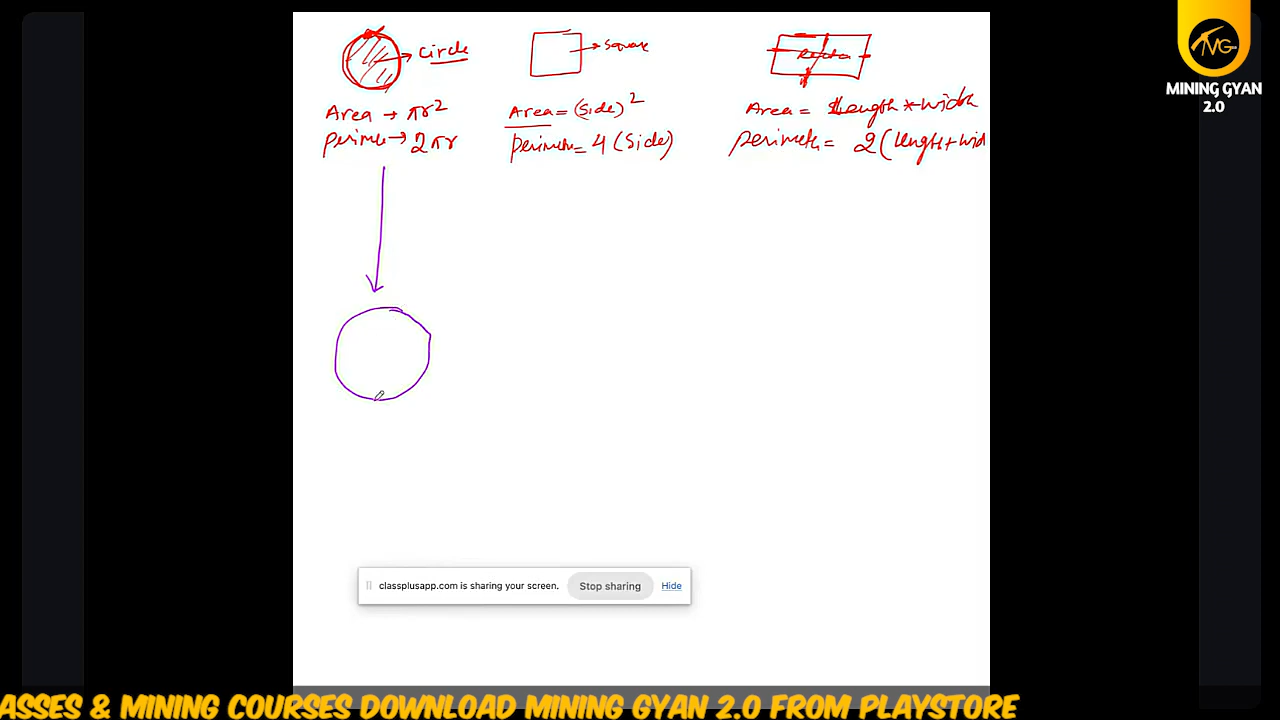 circle
Area → πr²
perime → 2πr
square
Area = (side)²
perimete = 4 (side)
Area = Length * width
perimeter = 2 (length + wid
classplusapp.com is sharing your screen. Stop sharing Hide
MINING GYAN
2.0
ASSES & MINING COURSES DOWNLOAD MINING GYAN 2.0 FROM PLAYSTORE